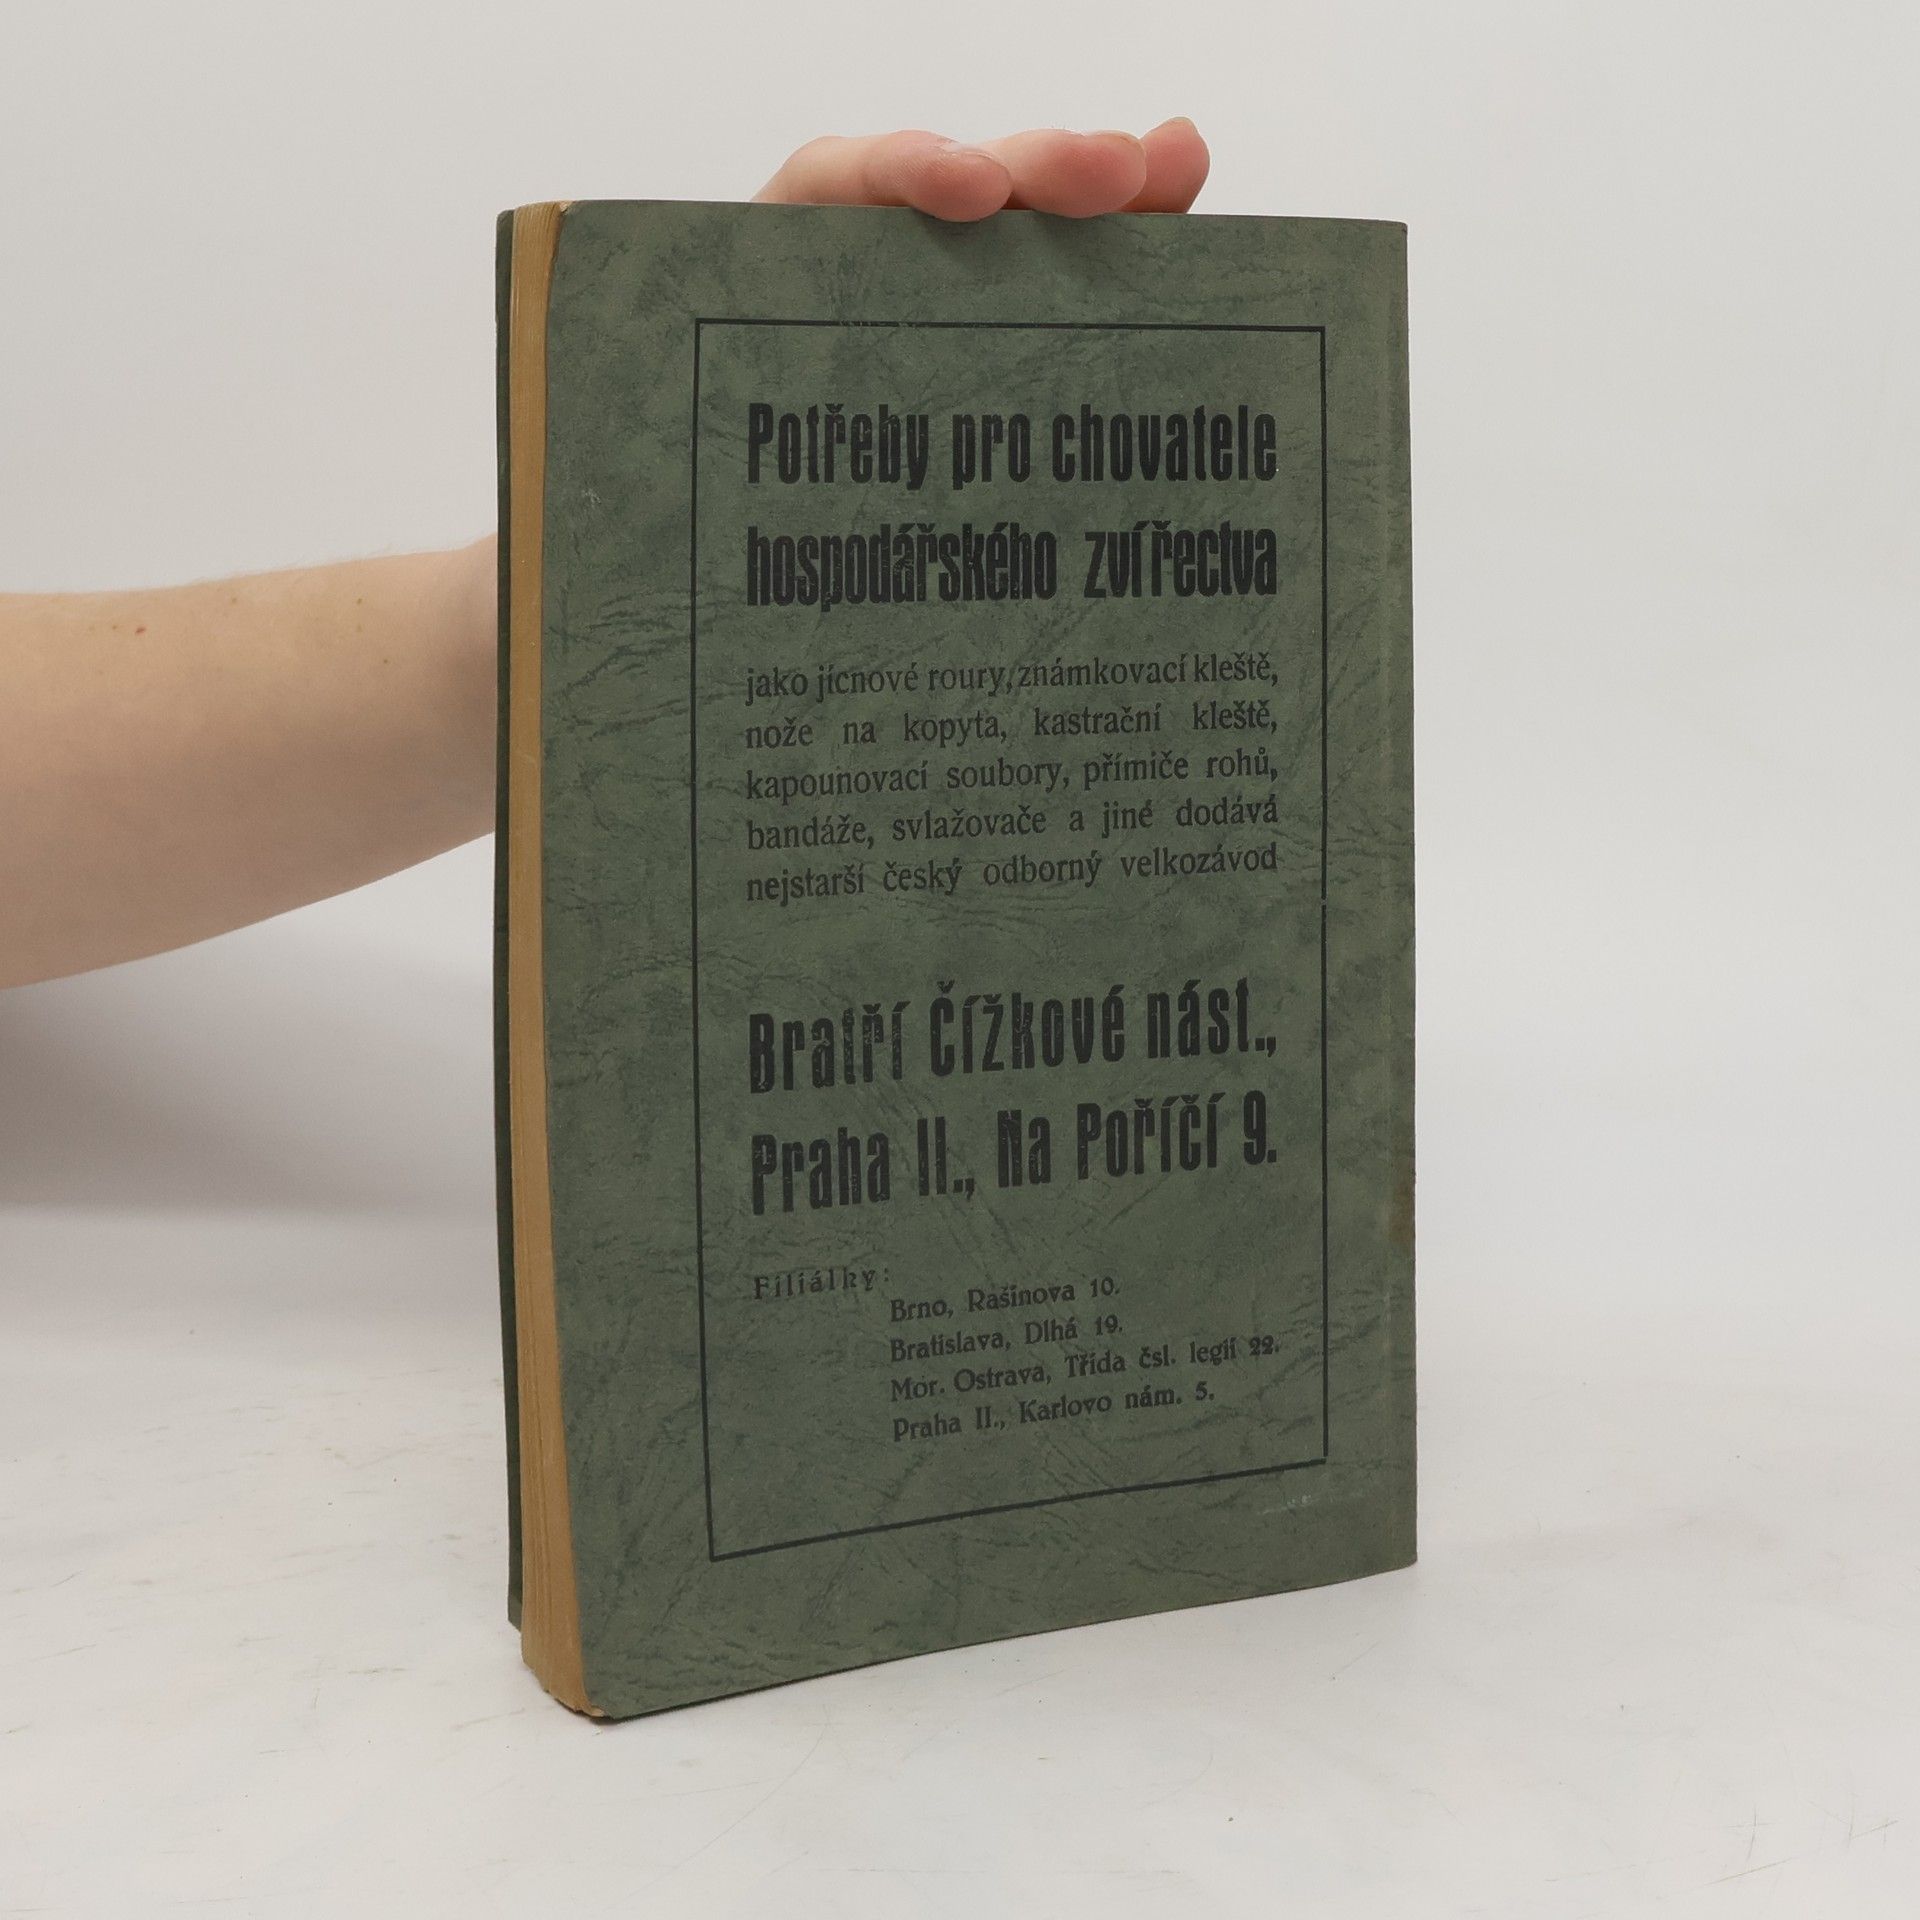 Potřeby pro chovatele
hospodářského zvířectva
jako jícnové roury, známkovací kleště,
nože na kopyta, kastrační kleště,
kapounovací soubory, přímiče rohů,
bandáže, svlažovače a jiné dodává
nejstarší český odborný velkozávod
Bratří Čížkové nást.,
Praha II., Na Poříčí 9.
Filiálky:
Brno, Rašínova 10.
Bratislava, Dlhá 19.
Mor. Ostrava, Třída čsl. legií 22.
Praha II., Karlovo nám. 5.